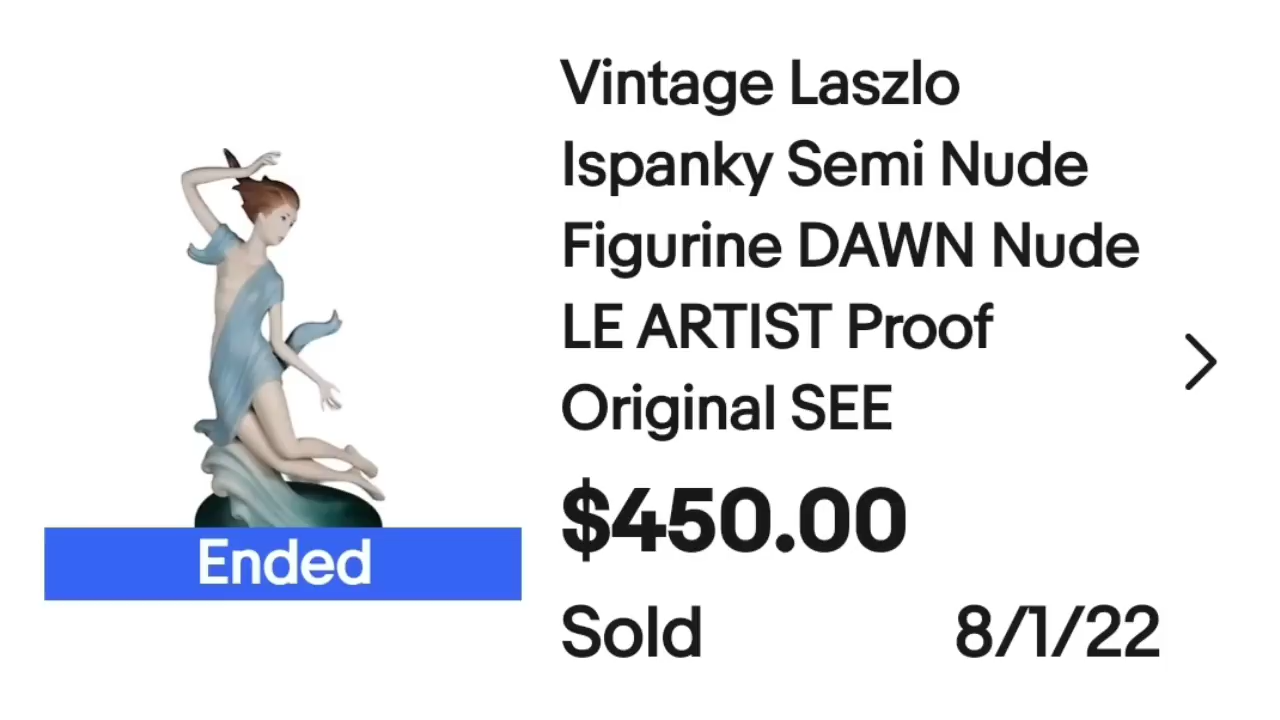 Vintage Laszlo
Ispanky Semi Nude
Figurine DAWN Nude
LE ARTIST Proof
Original SEE
$450.00
Ended
Sold 8/1/22